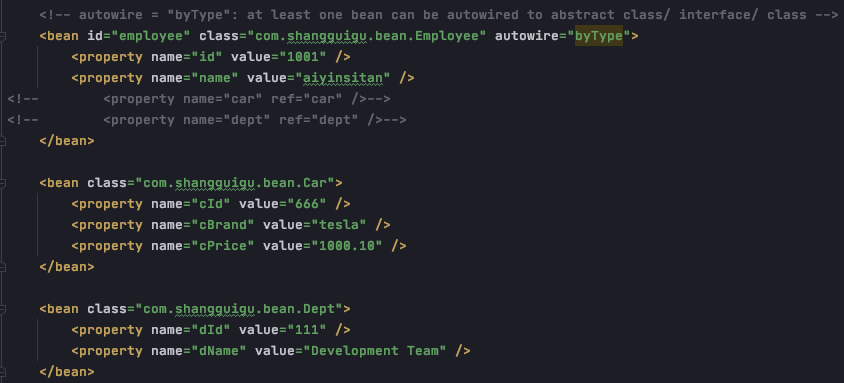 <!-- autowire = "byType": at least one bean can be autowired to abstract class/ interface/ class -->
<bean id="employee" class="com.shangguigu.bean.Employee" autowire="byType">
<property name="id" value="1001" />
<property name="name" value="aiyinsitan" />
<!-- <property name="car" ref="car" />-->
<!-- <property name="dept" ref="dept" />-->
</bean>
<bean class="com.shangguigu.bean.Car">
<property name="cId" value="666" />
<property name="cBrand" value="tesla" />
<property name="cPrice" value="1000.10" />
</bean>
<bean class="com.shangguigu.bean.Dept">
<property name="dId" value="111" />
<property name="dName" value="Development Team" />
</bean>